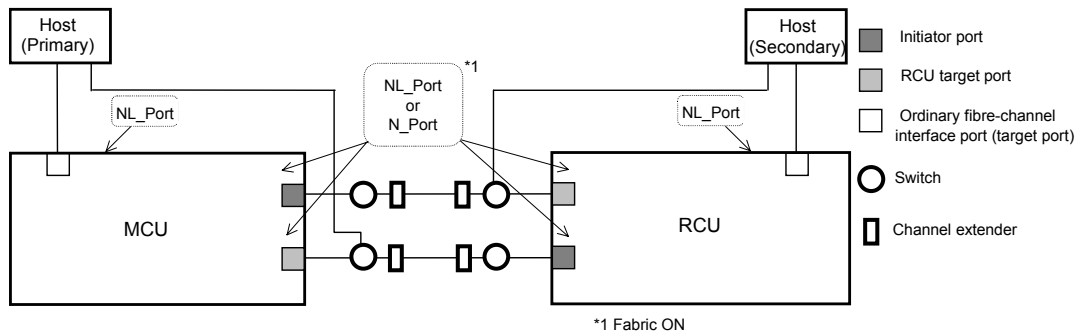 Host
(Primary)
Host
(Secondary)
*1
NL_Port
or
N_Port
NL_Port
NL_Port
MCU
RCU
Initiator port
RCU target port
Ordinary fibre-channel
interface port (target port)
Switch
Channel extender
*1 Fabric ON